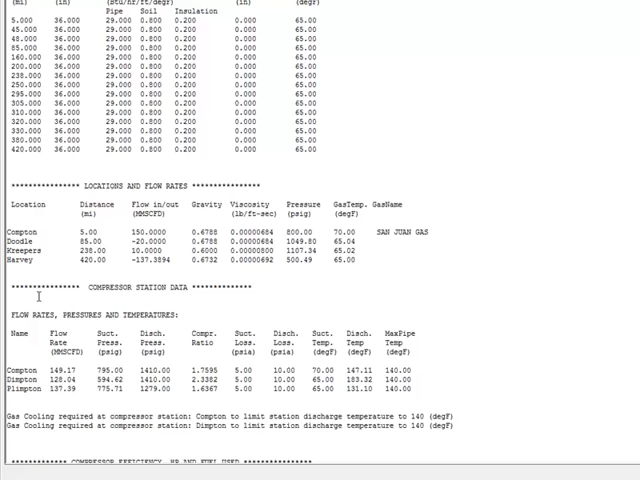 (mi) (in) (Btu/hr/ft/degF) (in) (degF)
Pipe Soil Insulation
5.000 36.000 29.000 0.800 0.200 0.000 65.00
45.000 36.000 29.000 0.800 0.200 0.000 65.00
48.000 36.000 29.000 0.800 0.200 0.000 65.00
85.000 36.000 29.000 0.800 0.200 0.000 65.00
160.000 36.000 29.000 0.800 0.200 0.000 65.00
200.000 36.000 29.000 0.800 0.200 0.000 65.00
238.000 36.000 29.000 0.800 0.200 0.000 65.00
250.000 36.000 29.000 0.800 0.200 0.000 65.00
295.000 36.000 29.000 0.800 0.200 0.000 65.00
305.000 36.000 29.000 0.800 0.200 0.000 65.00
310.000 36.000 29.000 0.800 0.200 0.000 65.00
320.000 36.000 29.000 0.800 0.200 0.000 65.00
330.000 36.000 29.000 0.800 0.200 0.000 65.00
380.000 36.000 29.000 0.800 0.200 0.000 65.00
420.000 36.000 29.000 0.800 0.200 0.000 65.00
**************** LOCATIONS AND FLOW RATES ****************
Location Distance Flow in/out Gravity Viscosity Pressure GasTemp. GasName
(mi) (MMSCFD) (lb/ft-sec) (psig) (degF)
Compton 5.00 150.0000 0.6788 0.00000684 800.00 70.00 SAN JUAN GAS
Doodle 85.00 -20.0000 0.6788 0.00000684 1049.80 65.04
Kreepers 238.00 10.0000 0.6000 0.00000800 1107.34 65.02
Harvey 420.00 -137.3894 0.6732 0.00000692 500.49 65.00
**************** COMPRESSOR STATION DATA **************
FLOW RATES, PRESSURES AND TEMPERATURES:
Name Flow Suct. Disch. Compr. Suct. Disch. Suct. Disch. MaxPipe
Rate Press. Press. Ratio Loss. Loss. Temp. Temp Temp
(MMSCFD) (psig) (psig) (psia) (psia) (degF) (degF) (degF)
Compton 149.17 795.00 1410.00 1.7595 5.00 10.00 70.00 147.11 140.00
Dimpton 128.04 594.62 1410.00 2.3382 5.00 10.00 65.00 183.32 140.00
Plimpton 137.39 775.71 1279.00 1.6367 5.00 10.00 65.00 131.10 140.00
Gas Cooling required at compressor station: Compton to limit station discharge temperature to 140 (degF)
Gas Cooling required at compressor station: Dimpton to limit station discharge temperature to 140 (degF)
************* COMPRESSOR EFFICIENCY, HP AND FUEL USED ****************